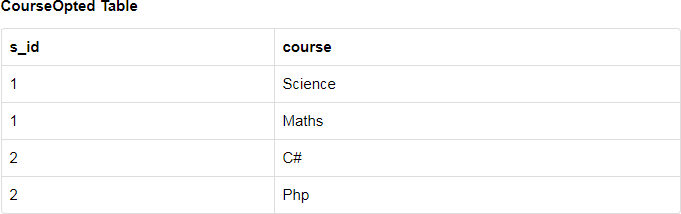 CourseOpted Table
s_id course
1 Science
1 Maths
2 C#
2 Php